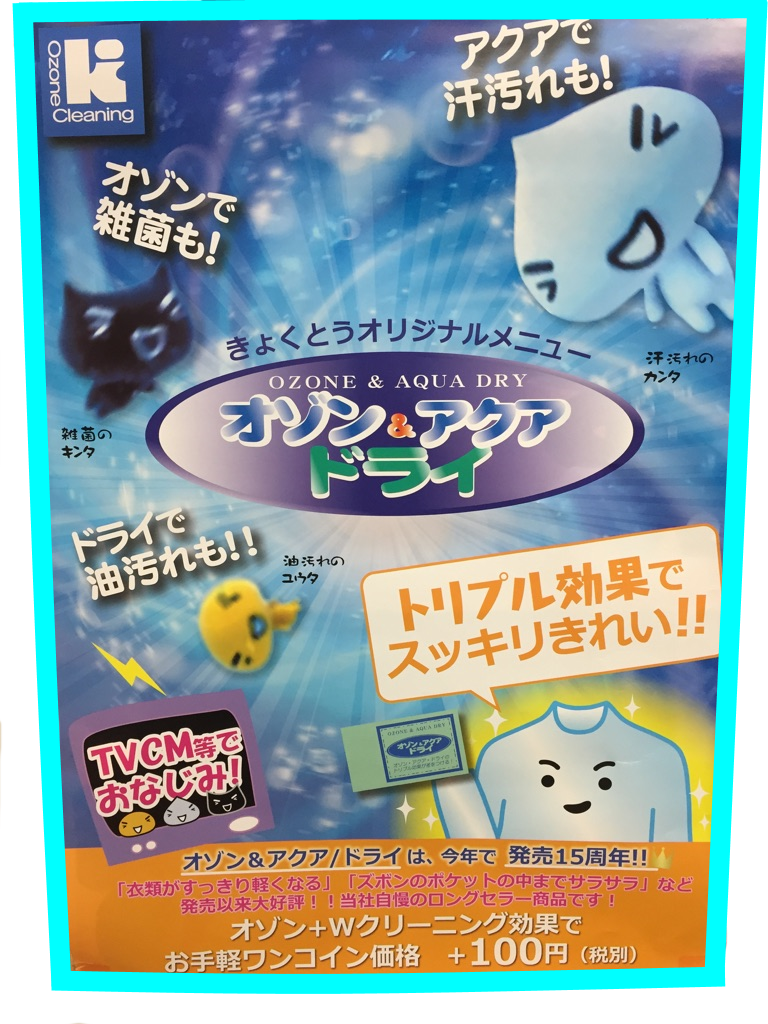 Ozone
Cleaning
アクアで
汗汚れも!
オゾンで
雑菌も!
きょくとうオリジナルメニュー
OZONE & AQUA DRY
オゾン&アクア
ドライ
汗汚れの
カンタ
雑菌の
キンタ
ドライで
油汚れも!!
油汚れの
ユウタ
トリプル効果で
スッキリきれい!!
TVCM等で
おなじみ!
OZONE & AQUA DRY
オゾン&アクア
ドライ
オゾン&アクア/ドライは、今年で 発売15周年!!
「衣類がすっきり軽くなる」「ズボンのポケットの中までサラサラ」など
発売以来大好評!!当社自慢のロングセラー商品です!
オゾン+Wクリーニング効果で
お手軽ワンコイン価格 +100円(税別)